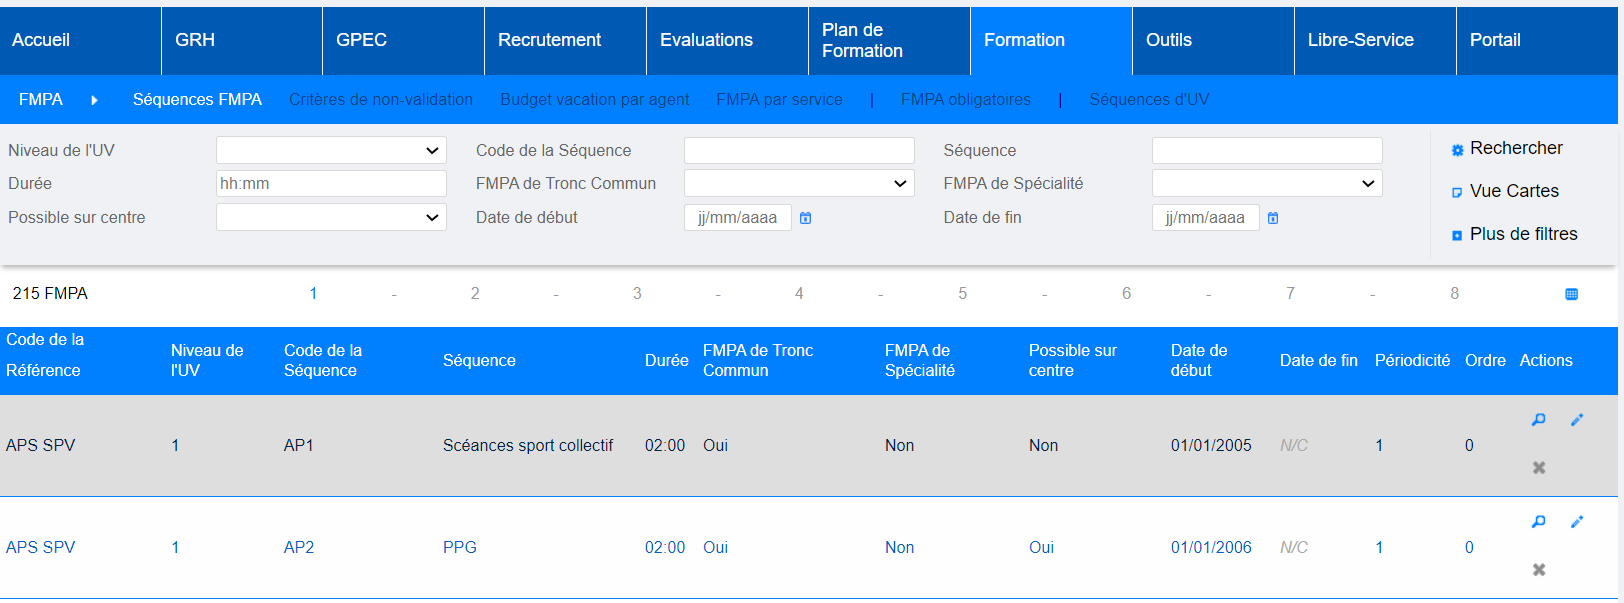 Accueil GRH GPEC Recrutement Evaluations Plan de Formation Formation Outils Libre-Service Portail
FMPA Séquences FMPA Critères de non-validation Budget vacation par agent FMPA par service | FMPA obligatoires | Séquences d'UV
Niveau de l'UV Code de la Séquence Séquence Rechercher
Durée hh:mm FMPA de Tronc Commun FMPA de Spécialité Vue Cartes
Possible sur centre Date de début jj/mm/aaaa Date de fin jj/mm/aaaa Plus de filtres
215 FMPA 1 - 2 - 3 - 4 - 5 - 6 - 7 - 8
Code de la Référence Niveau de l'UV Code de la Séquence Séquence Durée FMPA de Tronc Commun FMPA de Spécialité Possible sur centre Date de début Date de fin Périodicité Ordre Actions
APS SPV 1 AP1 Scéances sport collectif 02:00 Oui Non Non 01/01/2005 N/C 1 0
APS SPV 1 AP2 PPG 02:00 Oui Non Oui 01/01/2006 N/C 1 0